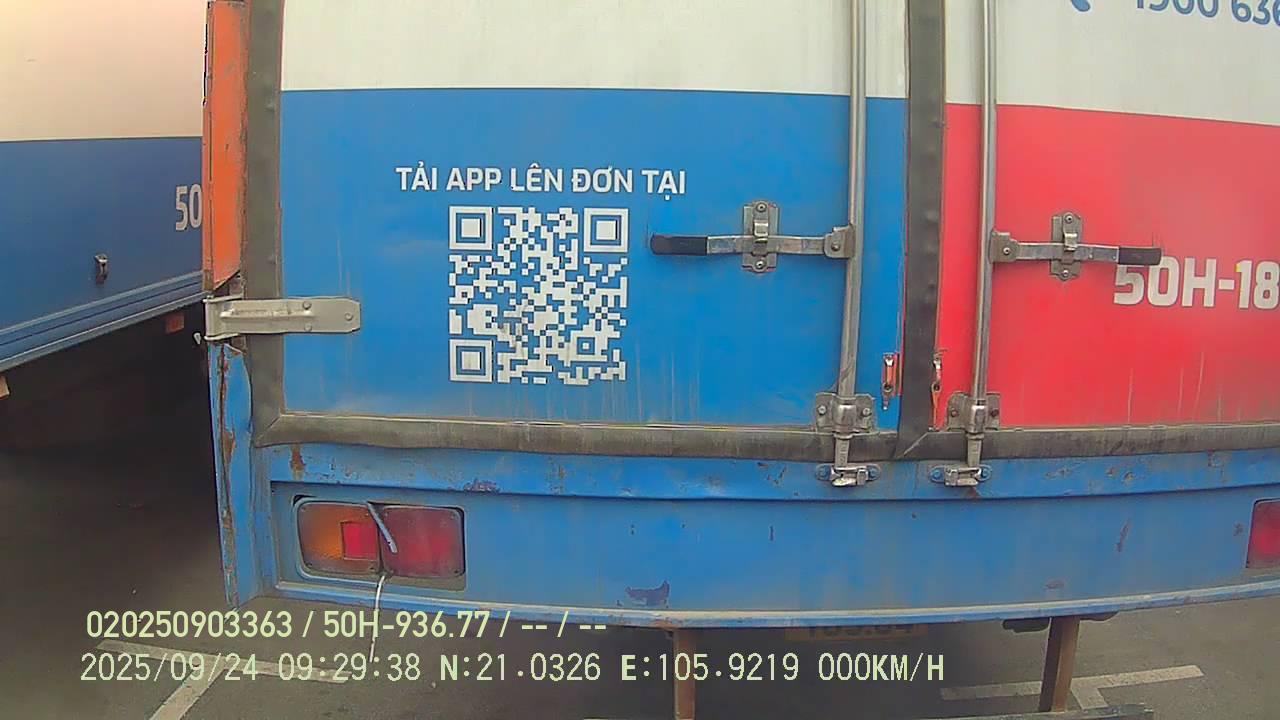 1900 636
TẢI APP LÊN ĐƠN TẠI
50
50H-18
020250903363 / 50H-936.77 / -- / --
2025/09/24 09:29:38 N:21.0326 E:105.9219 000KM/H